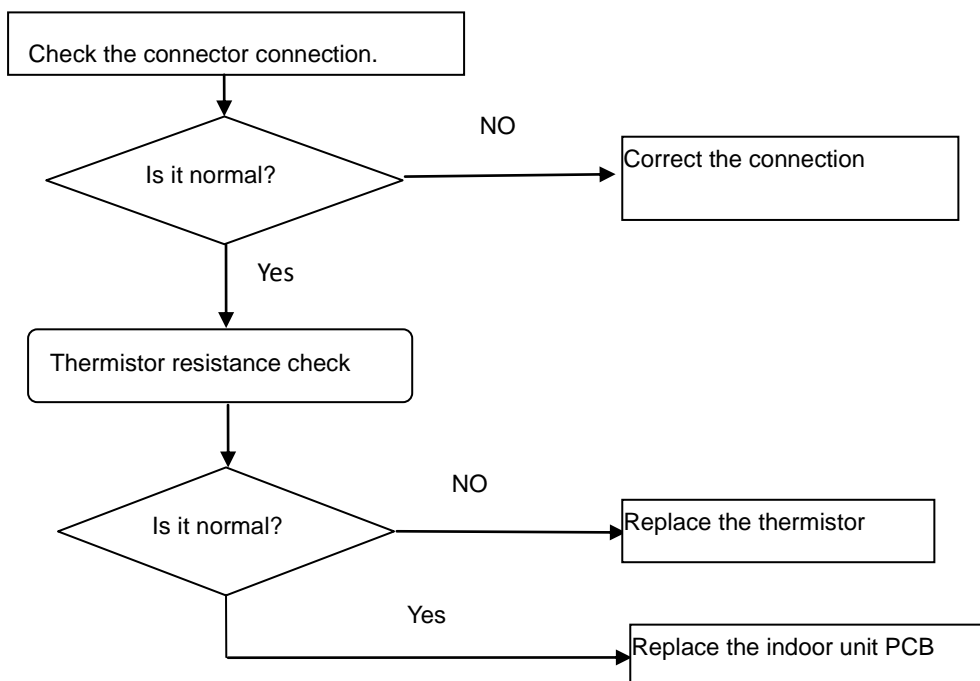 Check the connector connection.
NO
Is it normal?
Correct the connection
Yes
Thermistor resistance check
NO
Is it normal?
Replace the thermistor
Yes
Replace the indoor unit PCB